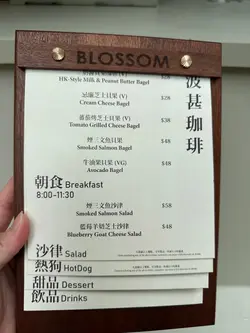 BLOSSOM
HK-Style Milk & Peanut Butter Bagel
忌廉芝士貝果 (V) $28
Cream Cheese Bagel
蕃茄烤芝士貝果 (V) $38
Tomato Grilled Cheese Bagel
煙三文魚貝果 $48
Smoked Salmon Bagel
牛油果貝果 (VG) $48
Avocado Bagel
波甚珈琲
朝食 Breakfast
8:00-11:30
煙三文魚沙律 $58
Smoked Salmon Salad
藍莓羊奶芝士沙律 $48
Blueberry Goat Cheese Salad
沙律 Salad
熱狗 HotDog
甜品 Dessert
飲品 Drinks